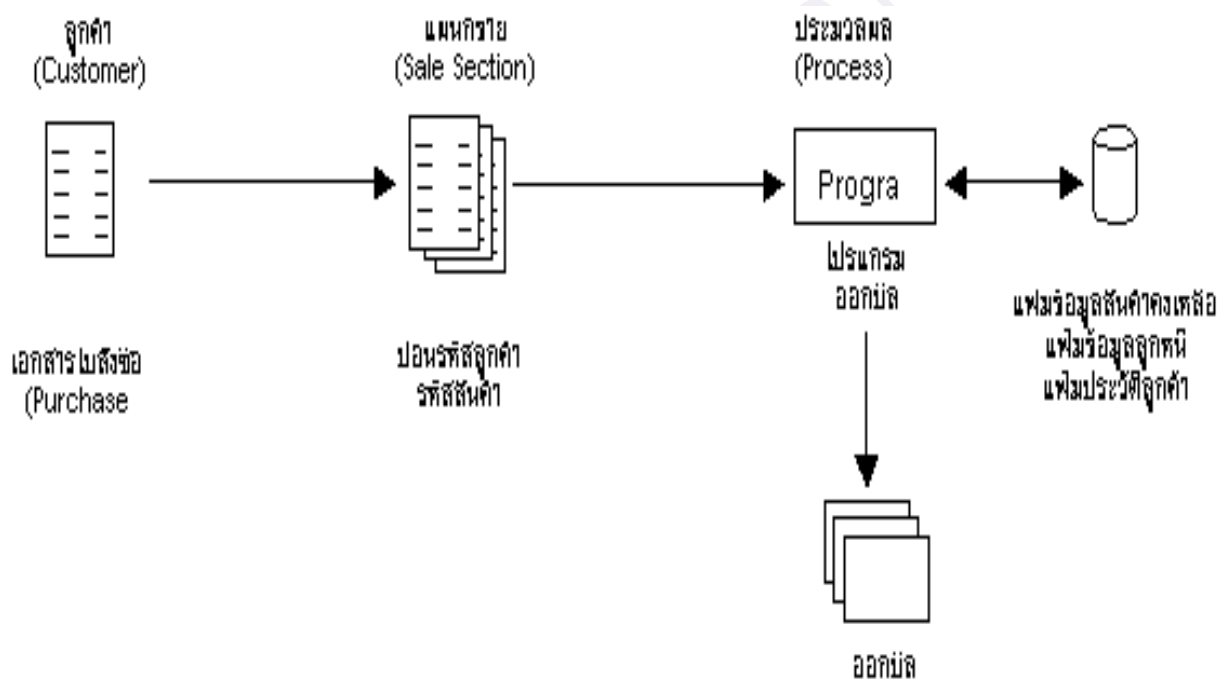 ลูกค้า
(Customer)
แผนกขาย
(Sale Section)
ประมวลผล
(Process)
Progra
โปรแกรม
ออกบิล
เอกสารใบสั่งซื้อ
(Purchase
ป้อนรหัสลูกค้า
รหัสสินค้า
แฟ้มข้อมูลสินค้าคงเหลือ
แฟ้มข้อมูลลูกหนี้
แฟ้มประวัติลูกค้า
ออกบิล